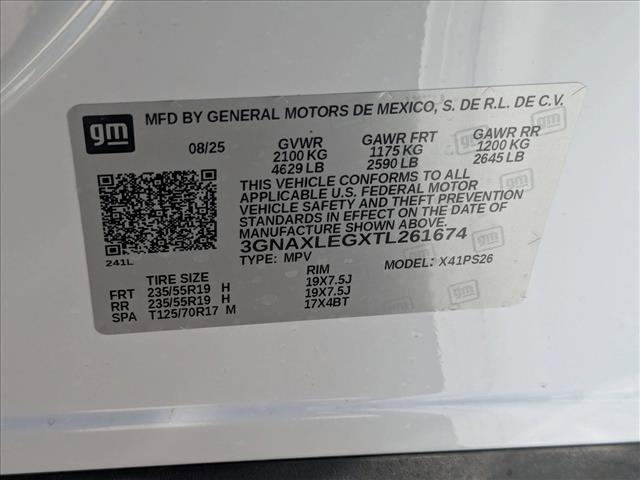 gm
MFD BY GENERAL MOTORS DE MEXICO, S. DE R.L. DE C.V.
08/25 GVWR GAWR FRT GAWR RR
2100 KG 1175 KG 1200 KG
4629 LB 2590 LB 2645 LB
THIS VEHICLE CONFORMS TO ALL
APPLICABLE U.S. FEDERAL MOTOR
VEHICLE SAFETY AND THEFT PREVENTION
STANDARDS IN EFFECT ON THE DATE OF
MANUFACTURE SHOWN ABOVE.
3GNAXLEGXTL261674
TYPE: MPV MODEL: X41PS26
241L
TIRE SIZE RIM
FRT 235/55R19 H 19X7.5J
RR 235/55R19 H 19X7.5J
SPA T125/70R17 M 17X4BT